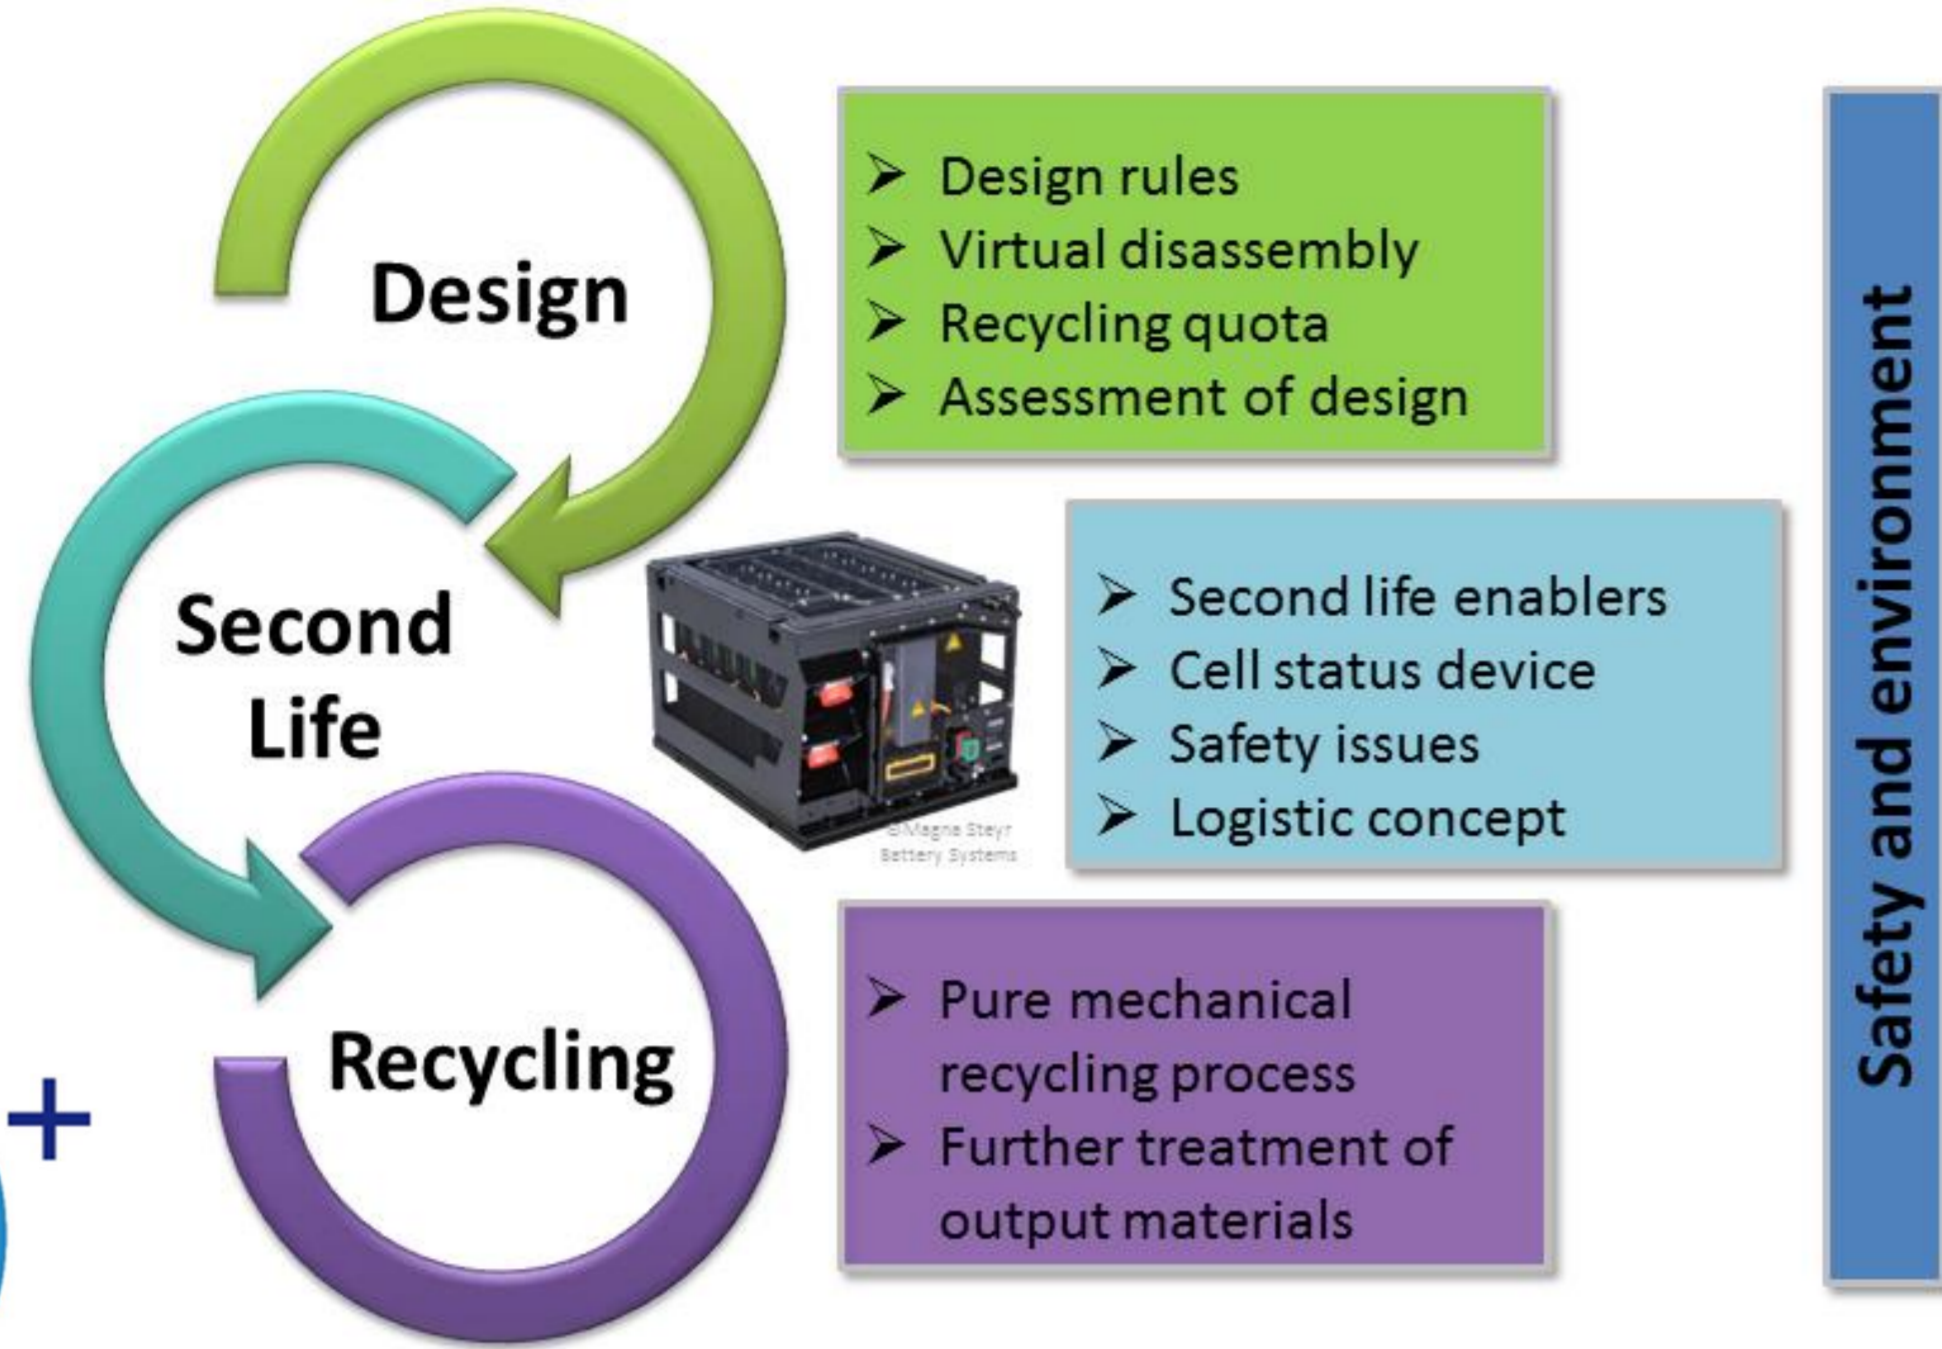 Design
➢ Design rules
➢ Virtual disassembly
➢ Recycling quota
➢ Assessment of design
Second
Life
©Magna Steyr
Battery Systems
➢ Second life enablers
➢ Cell status device
➢ Safety issues
➢ Logistic concept
Recycling
➢ Pure mechanical
recycling process
➢ Further treatment of
output materials
+
Safety and environment